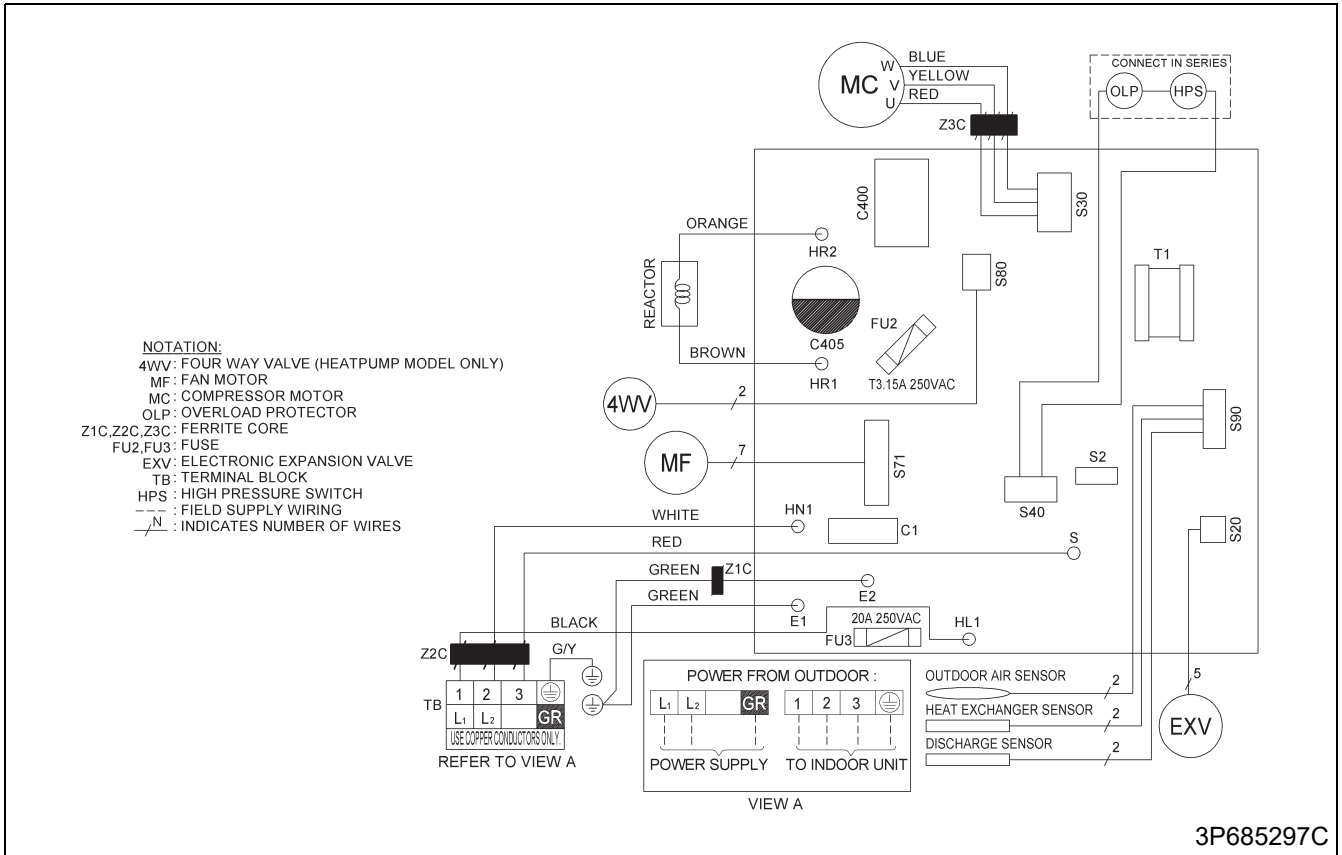 BLUE
W
YELLOW
MC
V
RED
U
Z3C
CONNECT IN SERIES
OLP
HPS
C400
S30
ORANGE
HR2
S80
T1
REACTOR
FU2
C405
BROWN
HR1
T3.15A 250VAC
NOTATION:
4WV: FOUR WAY VALVE (HEATPUMP MODEL ONLY)
MF: FAN MOTOR
MC: COMPRESSOR MOTOR
OLP: OVERLOAD PROTECTOR
Z1C,Z2C,Z3C: FERRITE CORE
FU2,FU3: FUSE
EXV: ELECTRONIC EXPANSION VALVE
TB: TERMINAL BLOCK
HPS : HIGH PRESSURE SWITCH
--- : FIELD SUPPLY WIRING
N : INDICATES NUMBER OF WIRES
4WV
2
S90
MF
7
S71
S2
S40
WHITE
HN1
C1
S20
RED
S
GREEN
Z1C
E2
GREEN
E1
20A 250VAC
BLACK
FU3
HL1
Z2C
G/Y
TB
1 2 3
L1 L2 GR
USE COPPER CONDUCTORS ONLY.
REFER TO VIEW A
POWER FROM OUTDOOR :
L1 L2 GR
1 2 3
POWER SUPPLY
TO INDOOR UNIT
VIEW A
OUTDOOR AIR SENSOR
2
HEAT EXCHANGER SENSOR
2
DISCHARGE SENSOR
2
5
EXV
3P685297C